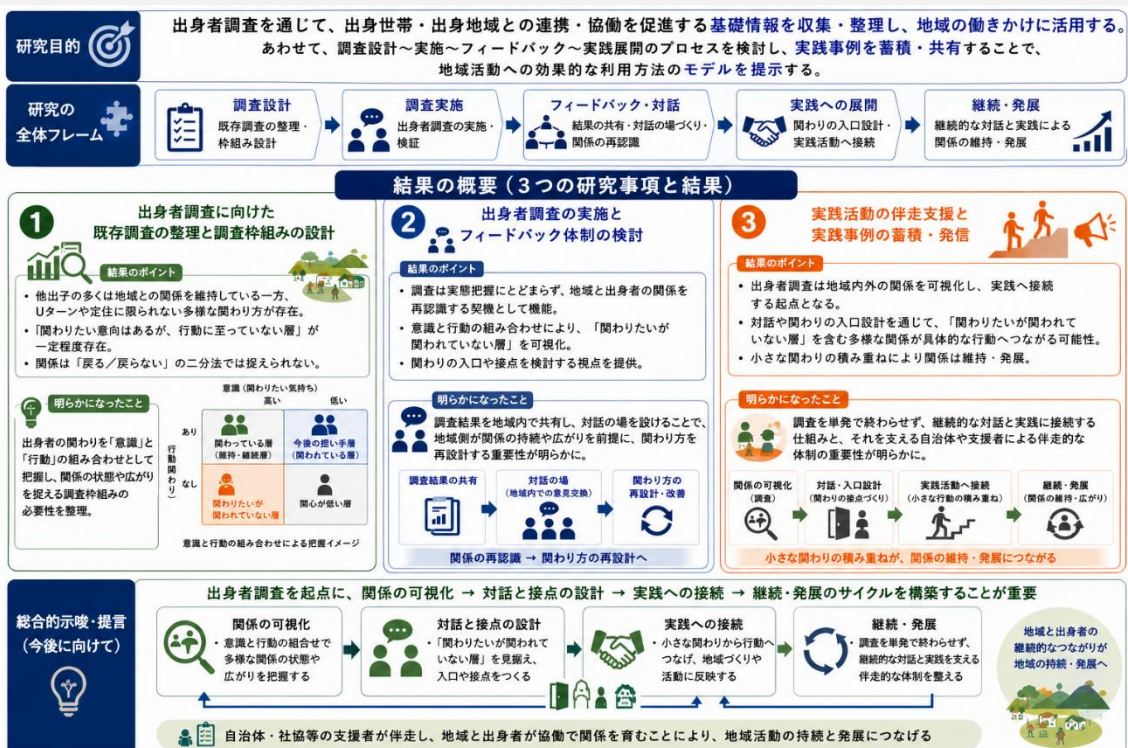 研究目的
出身者調査を通じて、出身世帯・出身地域との連携・協働を促進する基礎情報を収集・整理し、地域の働きかけに活用する。
あわせて、調査設計～実施～フィードバック～実践展開のプロセスを検討し、実践事例を蓄積・共有することで、
地域活動への効果的な利用方法のモデルを提示する。
研究の
全体フレーム
調査設計
既存調査の整理・
枠組み設計
調査実施
出身者調査の実施・
検証
フィードバック・対話
結果の共有・対話の場づくり・
関係の再認識
実践への展開
関わりの入口設計・
実践活動へ接続
継続・発展
継続的な対話と実践による
関係の維持・発展
結果の概要(３つの研究事項と結果)
1
出身者調査に向けた
既存調査の整理と調査枠組みの設計
結果のポイント
・他出子の多くは地域との関係を維持している一方、
Uターンや定住に限られない多様な関わり方が存在。
・「関わりたい意向はあるが、行動に至っていない層」が
一定程度存在。
・関係は「戻る／戻らない」の二分法では捉えられない。
明らかになったこと
出身者の関わりを「意識」と
「行動」の組み合わせとして
把握し、関係の状態や広がり
を捉える調査枠組みの
必要性を整理。
意識(関わりたい気持ち)
高い
低い
行動(関わり)
あり
なし
関わっている層
(維持・継続層)
今後の担い手層
(関われている層)
関わりたいが
関われていない層
関心が低い層
意識と行動の組み合わせによる把握イメージ
2
出身者調査の実施と
フィードバック体制の検討
結果のポイント
・調査は実態把握にとどまらず、地域と出身者の関係を
再認識する契機として機能。
・意識と行動の組み合わせにより、「関わりたいが
関われていない層」を可視化。
・関わりの入口や接点を検討する視点を提供。
明らかになったこと
調査結果を地域内で共有し、対話の場を設けることで、
地域側が関係の持続や広がりを前提に、関わり方を
再設計する重要性が明らかに。
調査結果の共有
対話の場
(地域内での意見交換)
関わり方の
再設計・改善
関係の再認識 → 関わり方の再設計へ
3
実践活動の伴走支援と
実践事例の蓄積・発信
結果のポイント
・出身者調査は地域内外の関係を可視化し、実践へ接続
する起点となる。
・対話や関わりの入口設計を通じて、「関わりたいが関われて
いない層」を含む多様な関係が具体的な行動へつながる可能性。
・小さな関わりの積み重ねにより関係は維持・発展。
明らかになったこと
調査を単発で終わらせず、継続的な対話と実践に接続する
仕組みと、それを支える自治体や支援者による伴走的な
体制の重要性が明らかに。
関係の可視化
(調査)
対話・入口設計
(関わりの接点づくり)
実践活動へ接続
(小さな行動の積み重ね)
継続・発展
(関係の維持・広がり)
小さな関わりの積み重ねが、関係の維持・発展につながる
総合的示唆・提言
(今後に向けて)
出身者調査を起点に、関係の可視化 → 対話と接点の設計 → 実践への接続 → 継続・発展のサイクルを構築することが重要
関係の可視化
・意識と行動の組合せで
多様な関係の状態や
広がりを把握する
対話と接点の設計
・「関わりたいが関われて
いない層」を見据え、
入口や接点をつくる
実践への接続
・小さな関わりから行動へ
つなげ、地域づくりや
活動に反映する
継続・発展
・調査を単発で終わらせず、
継続的な対話と実践を支える
伴走的な体制を整える
地域と出身者の
継続的なつながりが
地域の持続・発展へ
自治体・社協等の支援者が伴走し、地域と出身者が協働で関係を育むことにより、地域活動の持続と発展につなげる